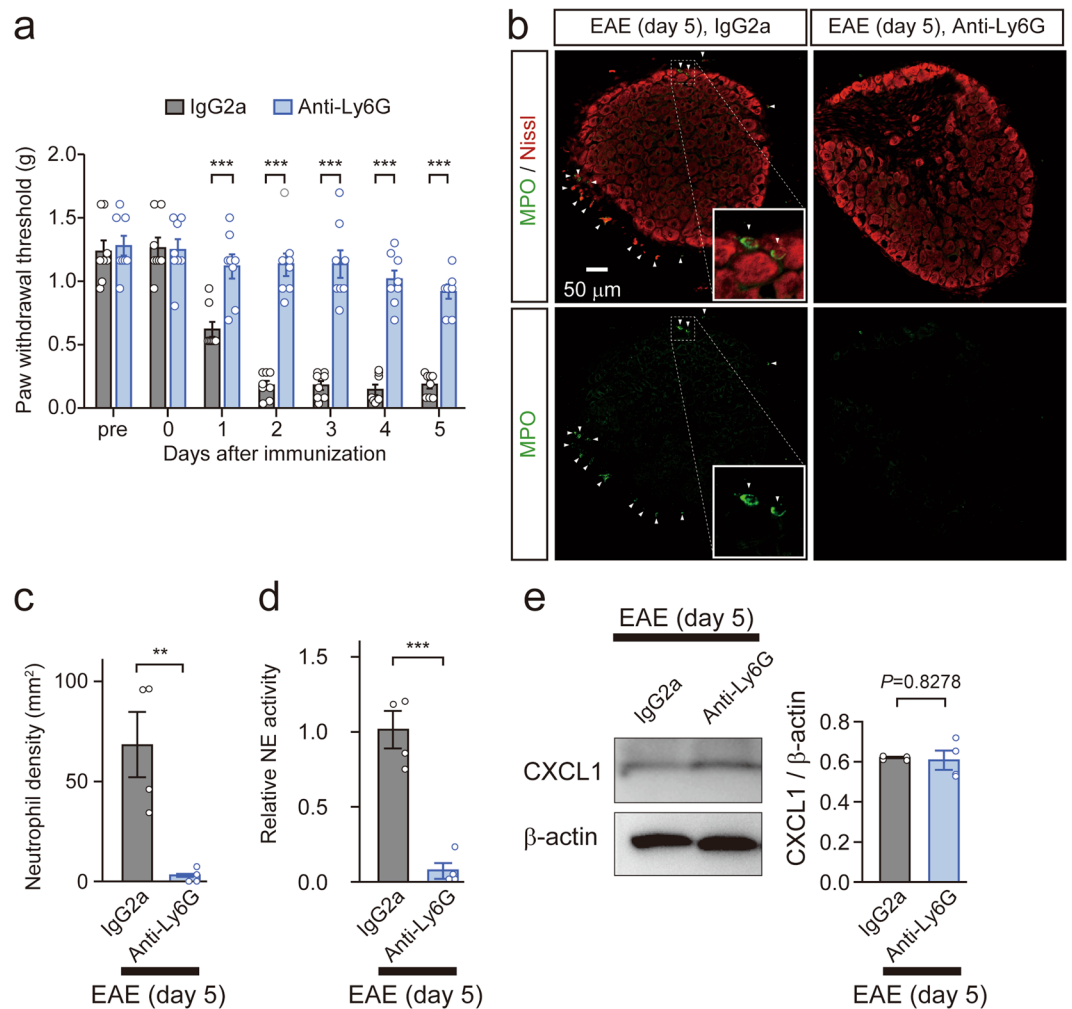 a
IgG2a
Anti-Ly6G
Paw withdrawal threshold (g)
2.0
1.5
1.0
0.5
0.0
***
***
***
***
***
pre
0
1
2
3
4
5
Days after immunization
b
EAE (day 5), IgG2a
EAE (day 5), Anti-Ly6G
MPO / Nissl
50 μm
MPO
c
Neutrophil density (mm²)
100
50
0
**
IgG2a
Anti-Ly6G
EAE (day 5)
d
Relative NE activity
1.5
1.0
0.5
0.0
***
IgG2a
Anti-Ly6G
EAE (day 5)
e
EAE (day 5)
IgG2a
Anti-Ly6G
CXCL1
β-actin
CXCL1 / β-actin
P=0.8278
0.8
0.6
0.4
0.2
0.0
IgG2a
Anti-Ly6G
EAE (day 5)